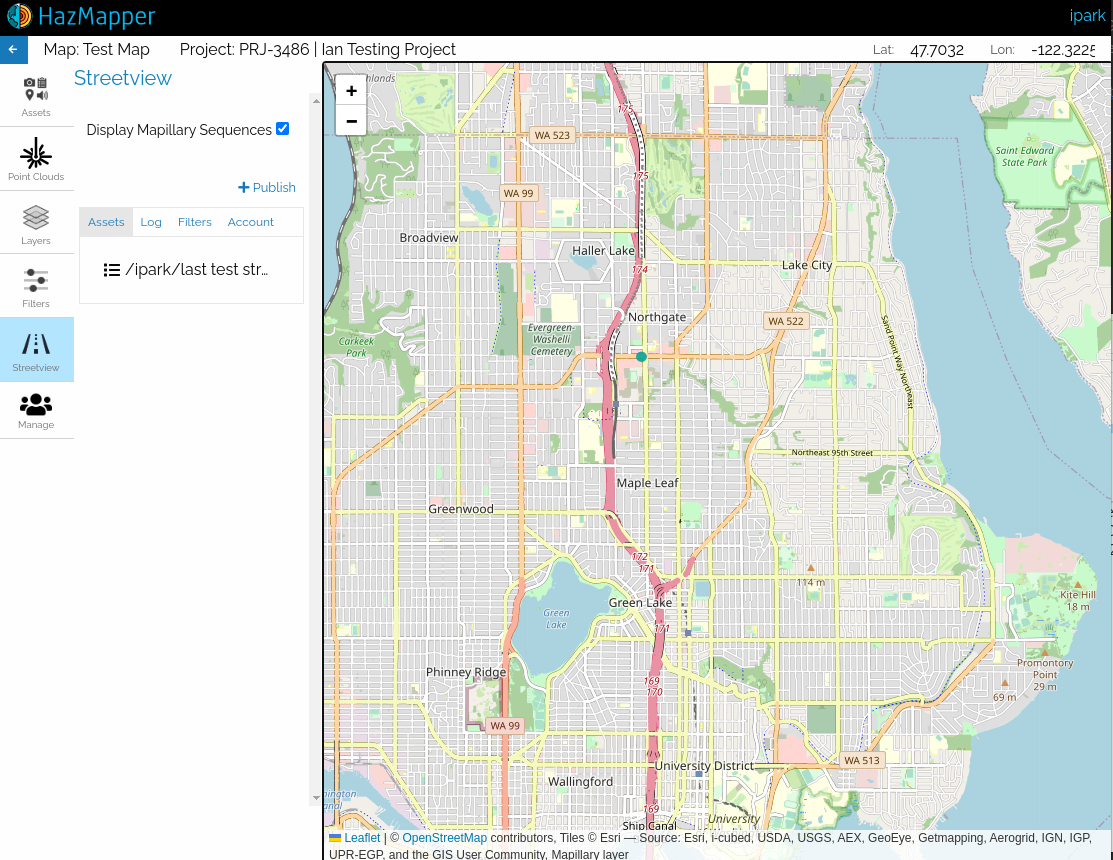 HazMapper
ipark
Map: Test Map
Project: PRJ-3486 | Ian Testing Project
Lat:
47.7032
Lon:
-122.3225
Assets
Point Clouds
Layers
Filters
Streetview
Manage
Streetview
Display Mapillary Sequences
+ Publish
Assets
Log
Filters
Account
/ipark/last test str...
+
−
hlands
WA 523
175
Saint Edward
State Park
175
WA 99
Broadview
Haller Lake
174
Lake City
Northgate
WA 522
Evergreen-
Washelli
Cemetery
Carkeek
Park
Sand Point Way Northeast
Northeast 95th Street
Maple Leaf
Greenwood
172
171
114 m
Kite Hill
18 m
Green Lake
Green
Lake
171
Promontory
Point
29 m
Phinney Ridge
169
170
69 m
WA 99
University District
WA 513
Wallingford
169
Ship Canal
University
Leaflet | © OpenStreetMap contributors, Tiles © Esri — Source: Esri, i-cubed, USDA, USGS, AEX, GeoEye, Getmapping, Aerogrid, IGN, IGP,
UPR-EGP, and the GIS User Community, Mapillary layer